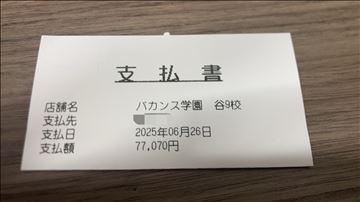 支払書
店舗名 バカンス学園 谷9校
支払先
支払日 2025年06月26日
支払額 77,070円